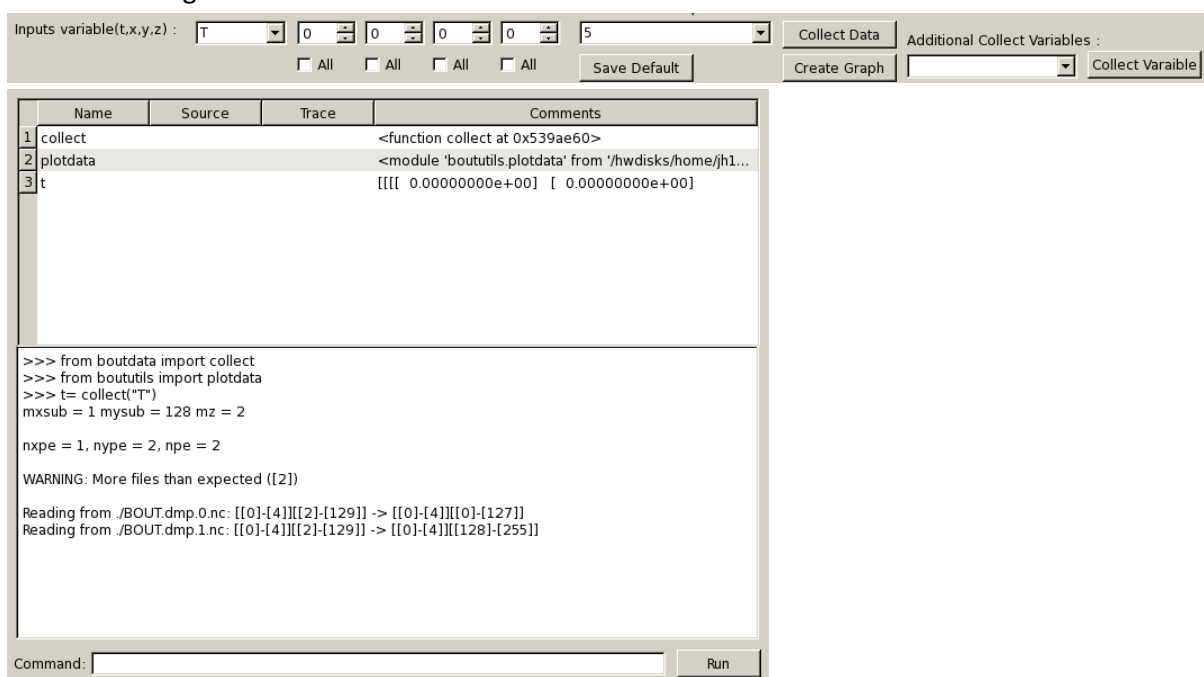 Inputs variable(t,x,y,z) : T 0 0 0 0 5 Collect Data Additional Collect Variables :
All All All All Save Default Create Graph Collect Varaible
Name Source Trace Comments
1 collect <function collect at 0x539ae60>
2 plotdata <module 'boututils.plotdata' from '/hwdisks/home/jh1...
3 t [[[[ 0.00000000e+00] [ 0.00000000e+00]
>>> from boutdata import collect
>>> from boututils import plotdata
>>> t= collect("T")
mxsub = 1 mysub = 128 mz = 2
nxpe = 1, nype = 2, npe = 2
WARNING: More files than expected ([2])
Reading from ./BOUT.dmp.0.nc: [[0]-[4]][[2]-[129]] -> [[0]-[4]][[0]-[127]]
Reading from ./BOUT.dmp.1.nc: [[0]-[4]][[2]-[129]] -> [[0]-[4]][[128]-[255]]
Command: Run